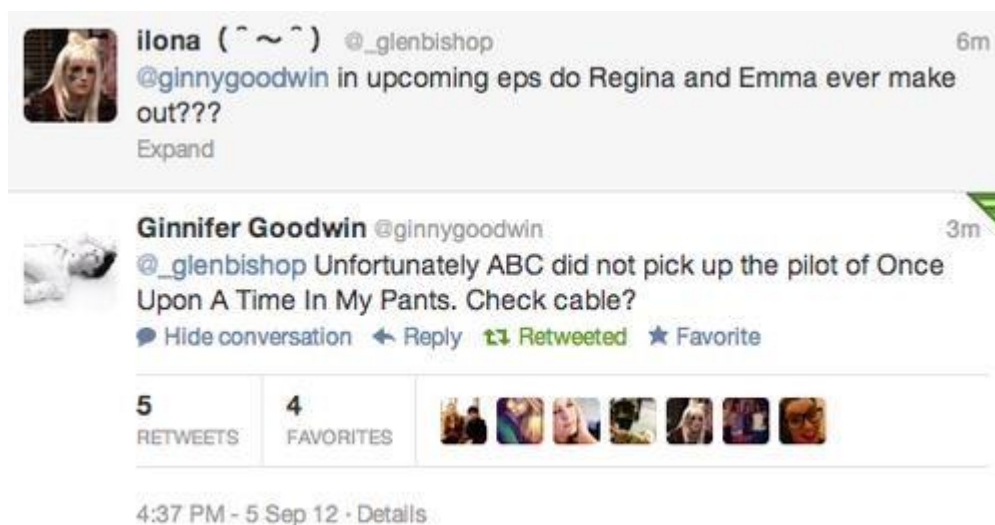 ilona (＾～＾) @_glenbishop 6m
@ginnygoodwin in upcoming eps do Regina and Emma ever make
out???
Expand
Ginnifer Goodwin @ginnygoodwin 3m
@_glenbishop Unfortunately ABC did not pick up the pilot of Once
Upon A Time In My Pants. Check cable?
Hide conversation Reply Retweeted Favorite
5 4
RETWEETS FAVORITES
4:37 PM - 5 Sep 12 · Details